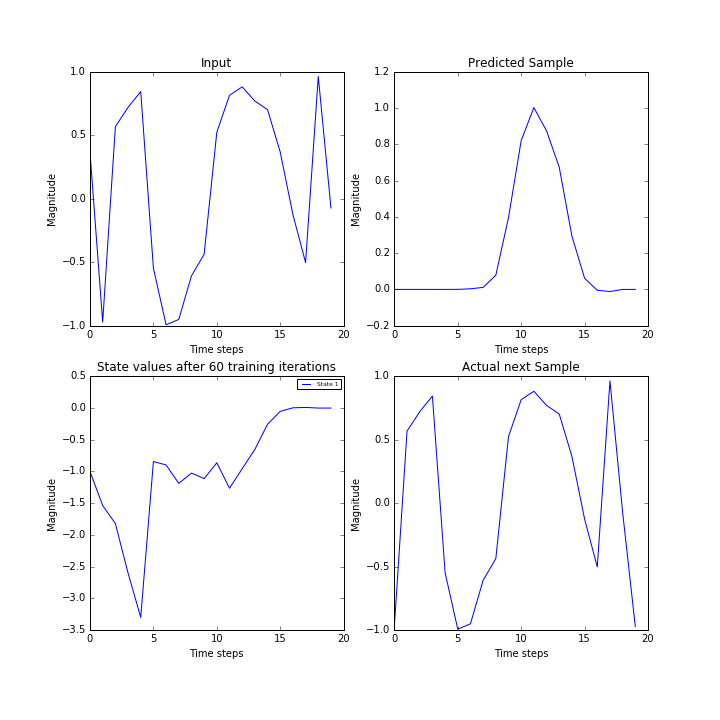 Input
1.0
0.5
0.0
−0.5
−1.0
Magnitude
0 5 10 15 20
Time steps
Predicted Sample
1.2
1.0
0.8
0.6
0.4
0.2
0.0
−0.2
Magnitude
0 5 10 15 20
Time steps
State values after 60 training iterations
0.5
0.0
−0.5
−1.0
−1.5
−2.0
−2.5
−3.0
−3.5
Magnitude
State 1
0 5 10 15 20
Time steps
Actual next Sample
1.0
0.5
0.0
−0.5
−1.0
Magnitude
0 5 10 15 20
Time steps